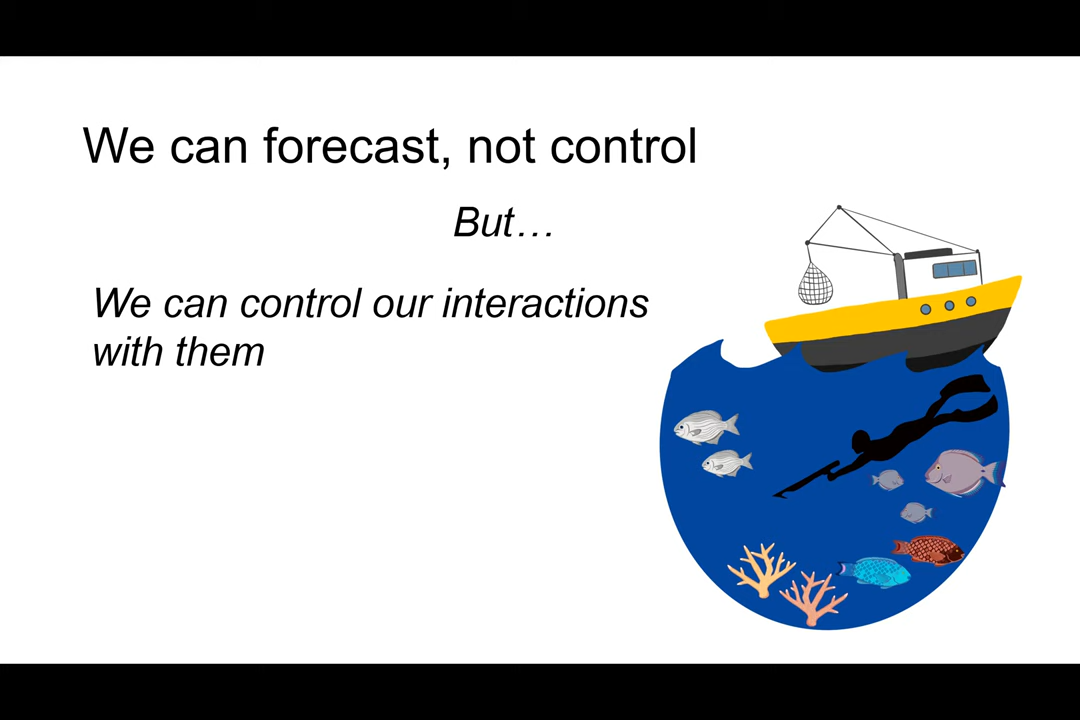 We can forecast, not control
But…
We can control our interactions
with them